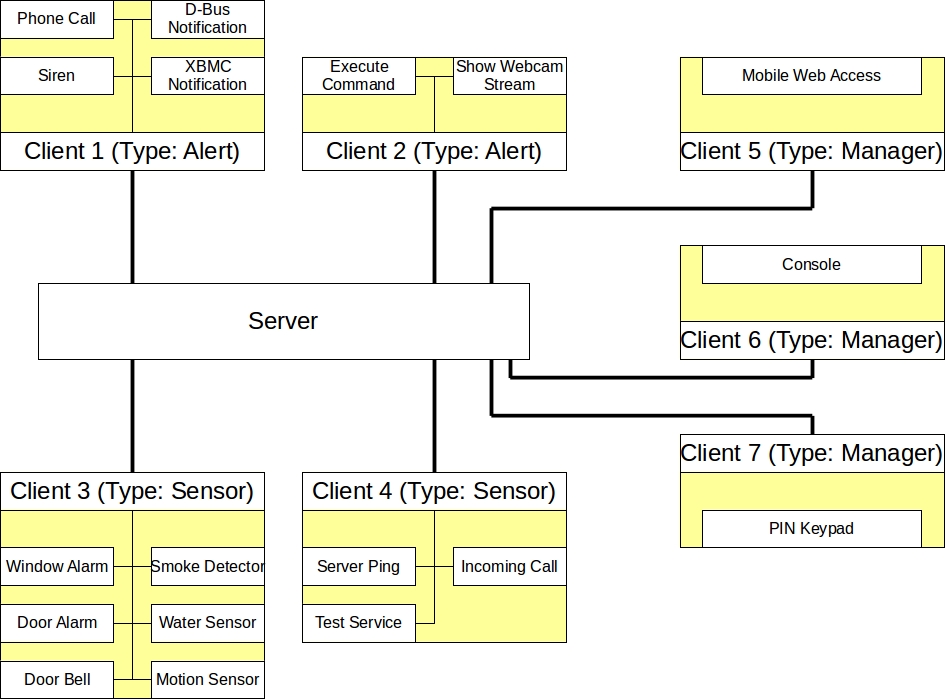 Phone Call
D-Bus
Notification
Siren
XBMC
Notification
Client 1 (Type: Alert)
Execute
Command
Show Webcam
Stream
Client 2 (Type: Alert)
Mobile Web Access
Client 5 (Type: Manager)
Server
Console
Client 6 (Type: Manager)
Client 3 (Type: Sensor)
Window Alarm
Smoke Detector
Door Alarm
Water Sensor
Door Bell
Motion Sensor
Client 4 (Type: Sensor)
Server Ping
Incoming Call
Test Service
Client 7 (Type: Manager)
PIN Keypad